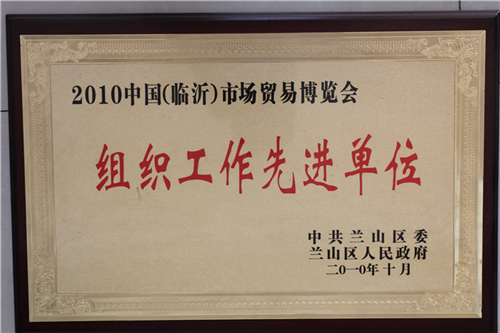 2010中国(临沂)市场贸易博览会
组织工作先进单位
中共兰山区委
兰山区人民政府
二〇一〇年十月